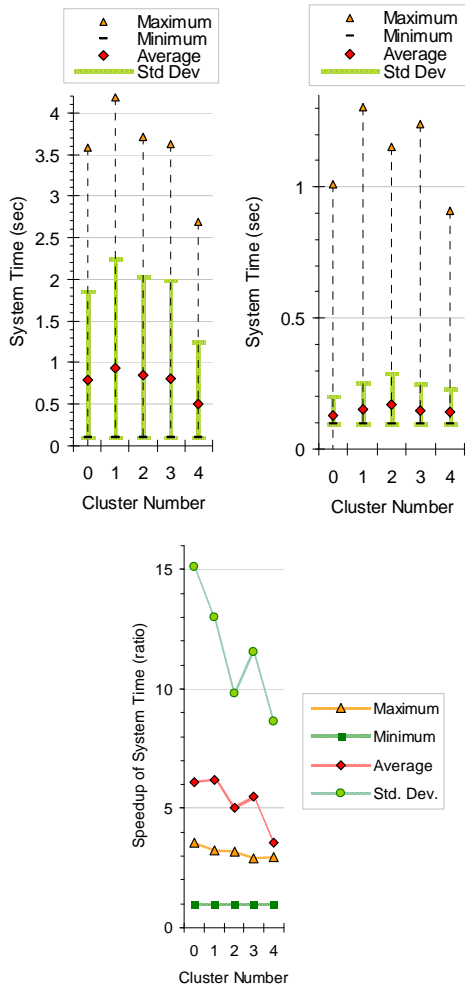 Maximum
Minimum
Average
Std Dev
4
3.5
3
2.5
2
1.5
1
0.5
0
System Time (sec)
0 1 2 3 4
Cluster Number
Maximum
Minimum
Average
Std Dev
1
0.5
0
System Time (sec)
0 1 2 3 4
Cluster Number
15
10
5
0
Speedup of System Time (ratio)
0 1 2 3 4
Cluster Number
Maximum
Minimum
Average
Std. Dev.